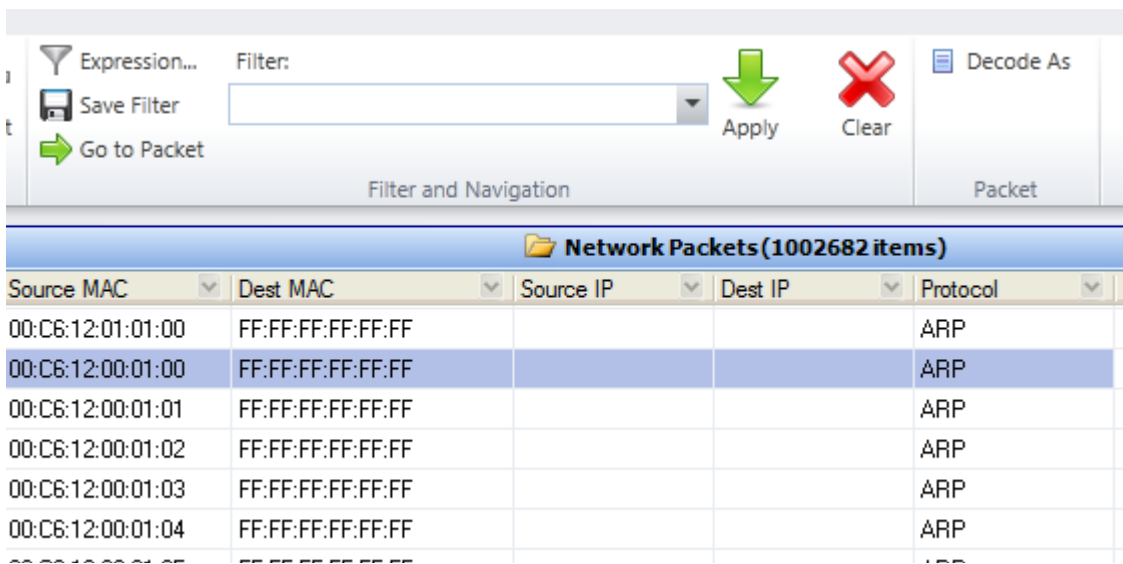 Expression...
Filter:
Save Filter
Go to Packet
Apply
Clear
Decode As
Filter and Navigation
Packet
Network Packets (1002682 items)
Source MAC Dest MAC Source IP Dest IP Protocol
00:C6:12:01:01:00 FF:FF:FF:FF:FF:FF ARP
00:C6:12:00:01:00 FF:FF:FF:FF:FF:FF ARP
00:C6:12:00:01:01 FF:FF:FF:FF:FF:FF ARP
00:C6:12:00:01:02 FF:FF:FF:FF:FF:FF ARP
00:C6:12:00:01:03 FF:FF:FF:FF:FF:FF ARP
00:C6:12:00:01:04 FF:FF:FF:FF:FF:FF ARP